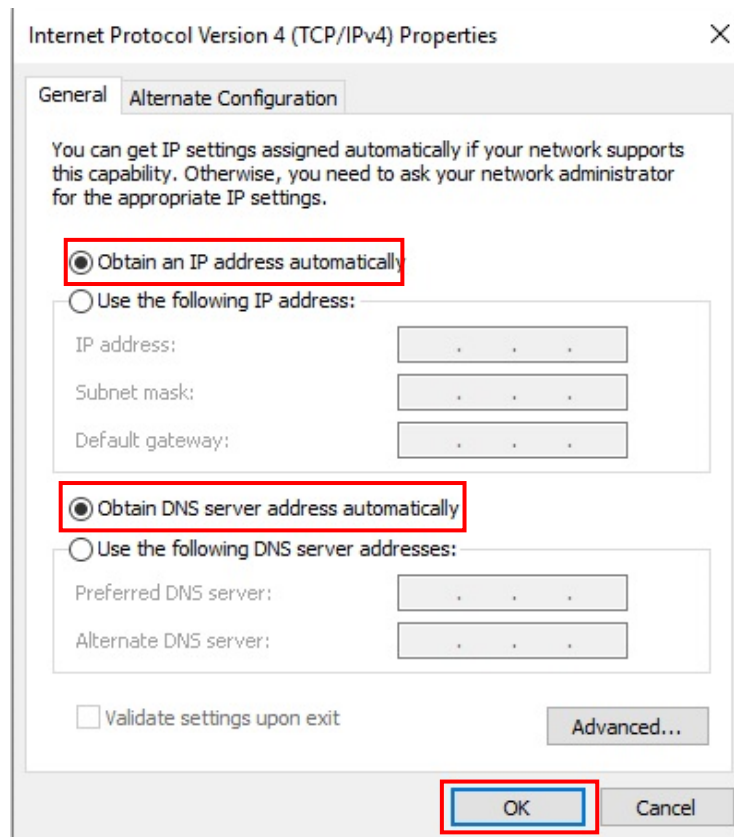 Internet Protocol Version 4 (TCP/IPv4) Properties
General
Alternate Configuration
You can get IP settings assigned automatically if your network supports
this capability. Otherwise, you need to ask your network administrator
for the appropriate IP settings.
Obtain an IP address automatically
Use the following IP address:
IP address:
Subnet mask:
Default gateway:
Obtain DNS server address automatically
Use the following DNS server addresses:
Preferred DNS server:
Alternate DNS server:
Validate settings upon exit
Advanced...
OK
Cancel